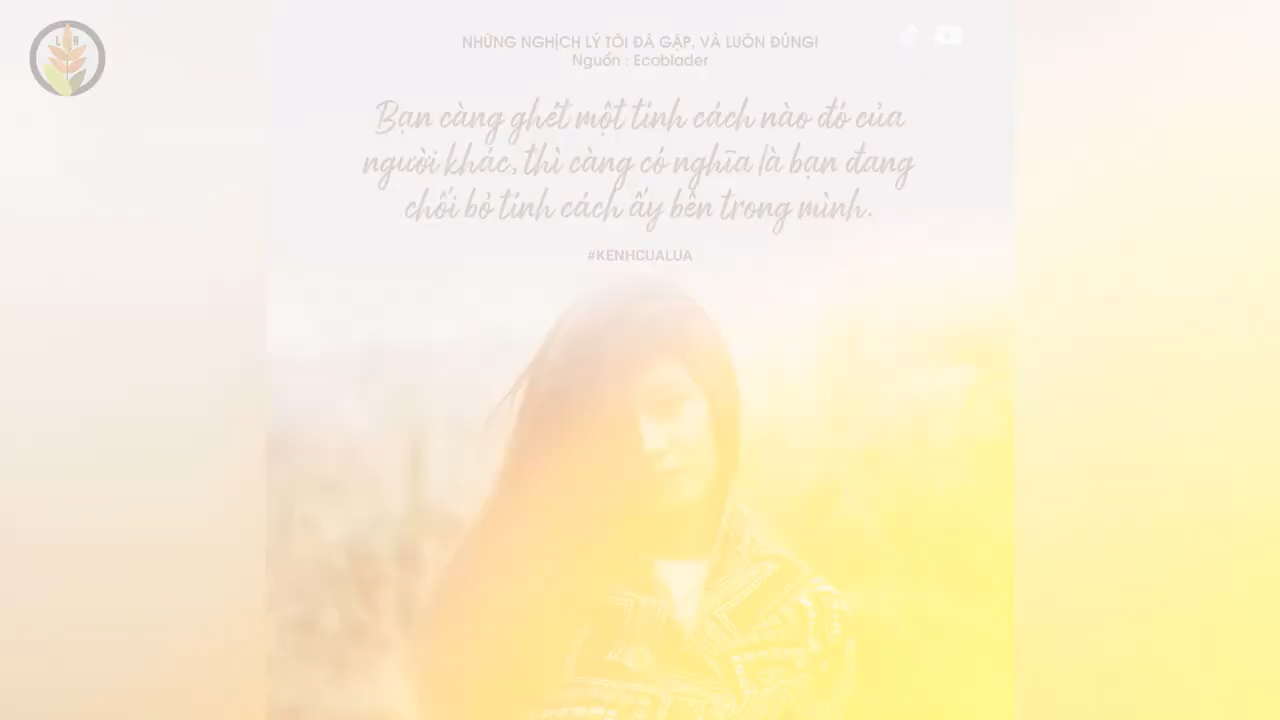 L R
NHỮNG NGHỊCH LÝ TÔI ĐÃ GẶP, VÀ LUÔN ĐÚNG!
Nguồn : Ecoblader
Bạn càng ghét một tính cách nào đó của
người khác, thì càng có nghĩa là bạn đang
chối bỏ tính cách ấy bên trong mình.
#KENHCUALUA